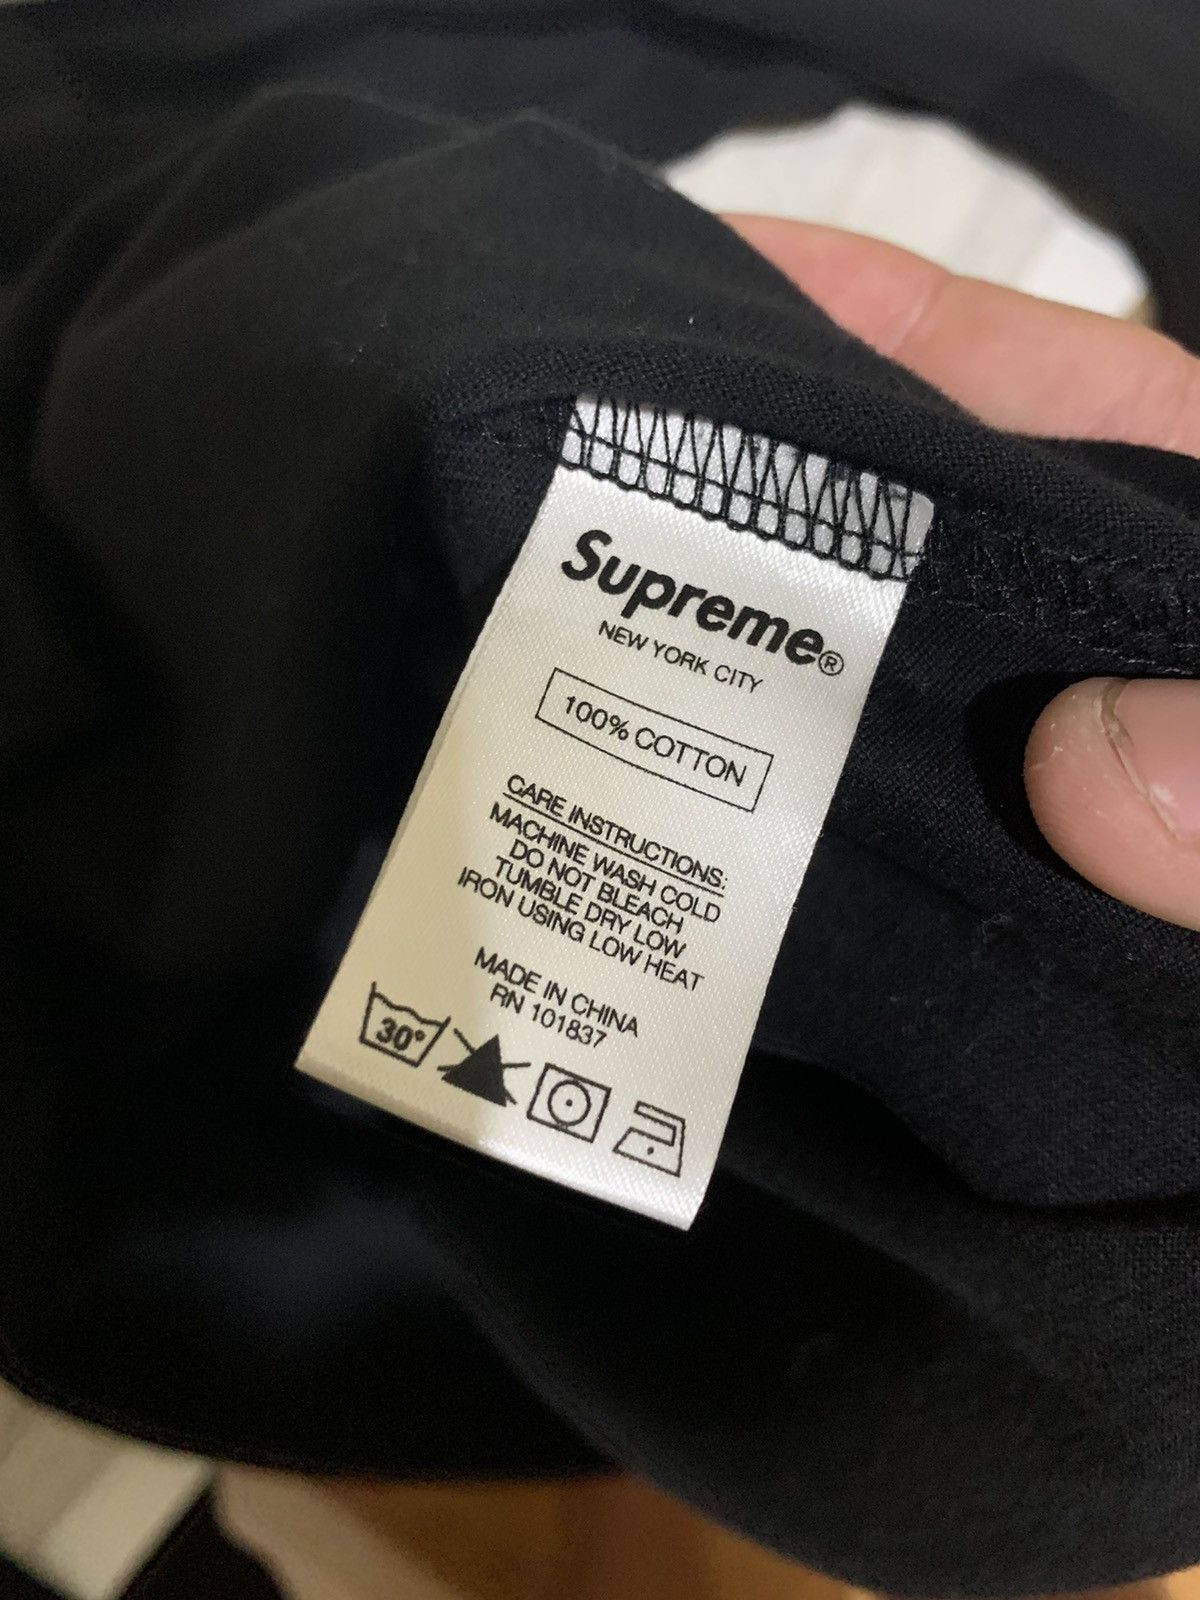 Supreme®
NEW YORK CITY
100% COTTON
CARE INSTRUCTIONS:
MACHINE WASH COLD
DO NOT BLEACH
TUMBLE DRY LOW
IRON USING LOW HEAT
MADE IN CHINA
RN 101837
30°